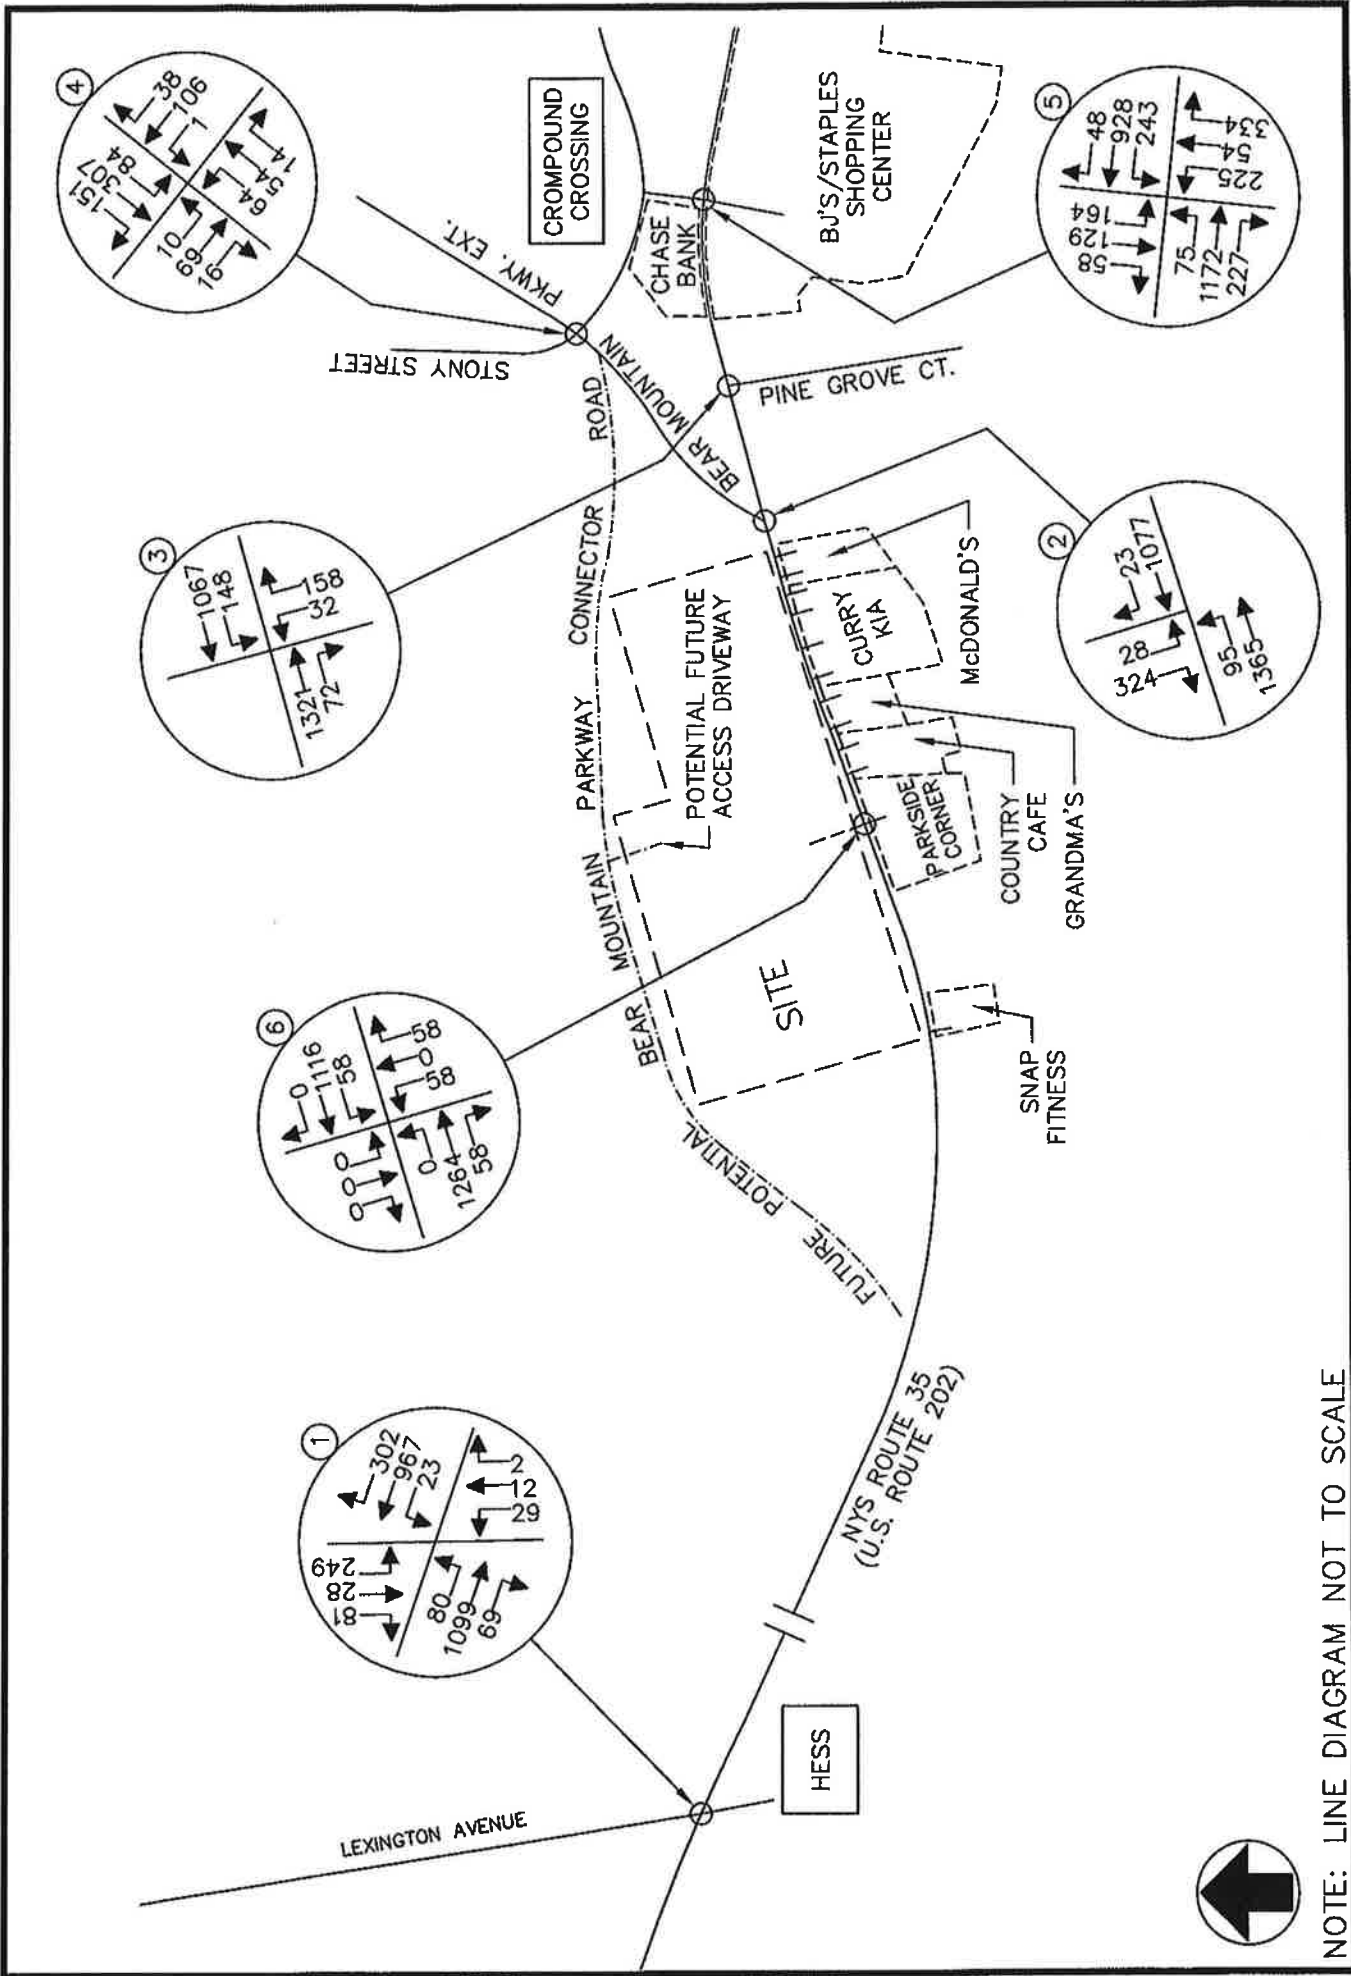 1
302
967
23
249
28
81
80
1099
69
2
12
29
6
0
1116
58
0
0
0
0
1264
58
58
0
58
3
1067
148
1321
72
158
32
4
38
106
1
84
307
151
10
69
16
64
54
14
2
23
1077
28
324
95
1365
5
48
928
243
164
129
58
75
1172
227
334
54
225
LEXINGTON AVENUE
HESS
NYS ROUTE 35
(U.S. ROUTE 202)
FUTURE POTENTIAL BEAR MOUNTAIN PARKWAY CONNECTOR ROAD
SITE
POTENTIAL FUTURE
ACCESS DRIVEWAY
SNAP
FITNESS
PARKSIDE
CORNER
COUNTRY
CAFE
GRANDMA'S
CURRY
KIA
McDONALD'S
BEAR MOUNTAIN PKWY. EXT.
STONY STREET
PINE GROVE CT.
CHASE
BANK
CROMPOUND
CROSSING
BJ'S/STAPLES
SHOPPING
CENTER
NOTE: LINE DIAGRAM NOT TO SCALE